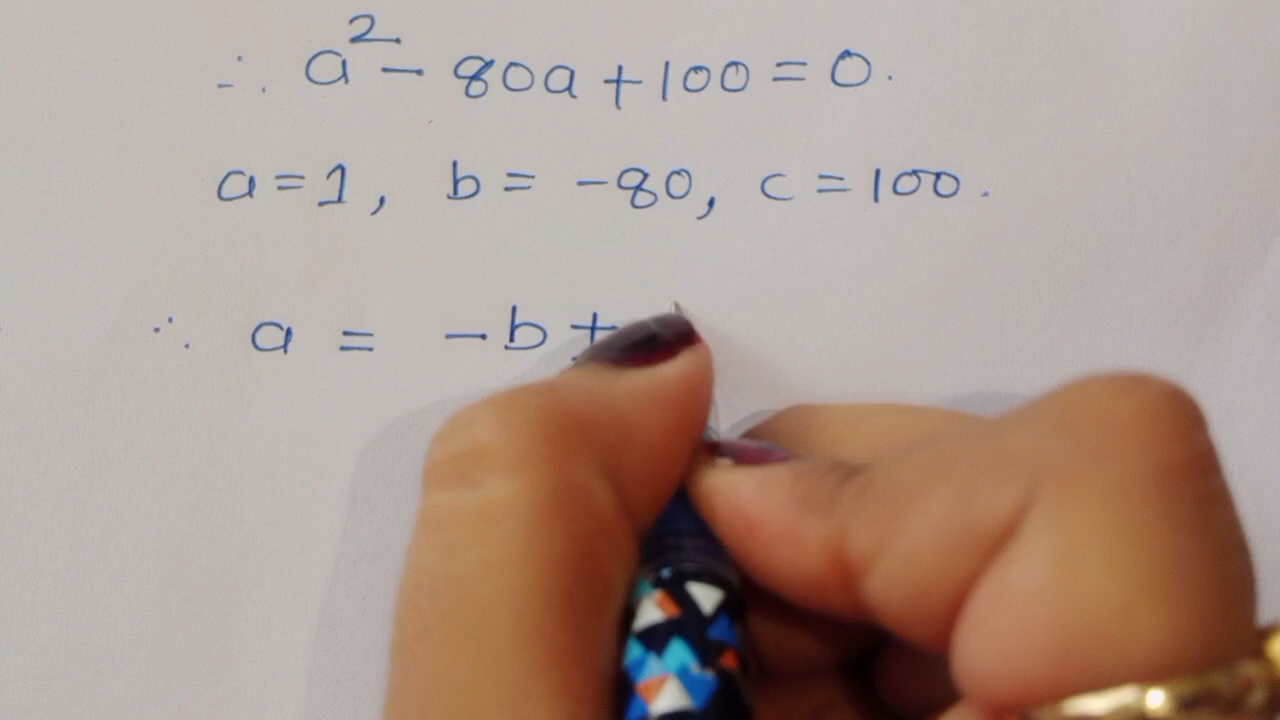 ∴ a² - 80a + 100 = 0.
a = 1, b = -80, c = 100.
∴ a = -b ±